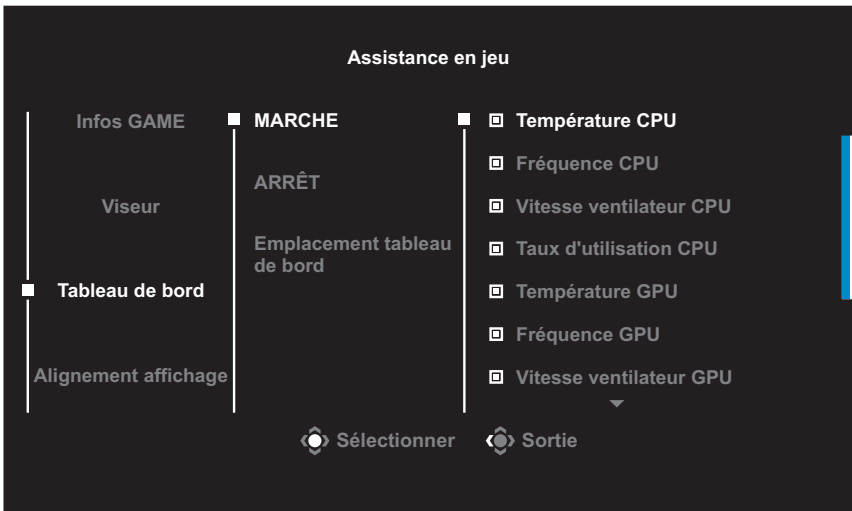 Assistance en jeu
Infos GAME
Viseur
Tableau de bord
Alignement affichage
MARCHE
ARRÊT
Emplacement tableau
de bord
Température CPU
Fréquence CPU
Vitesse ventilateur CPU
Taux d'utilisation CPU
Température GPU
Fréquence GPU
Vitesse ventilateur GPU
Sélectionner
Sortie